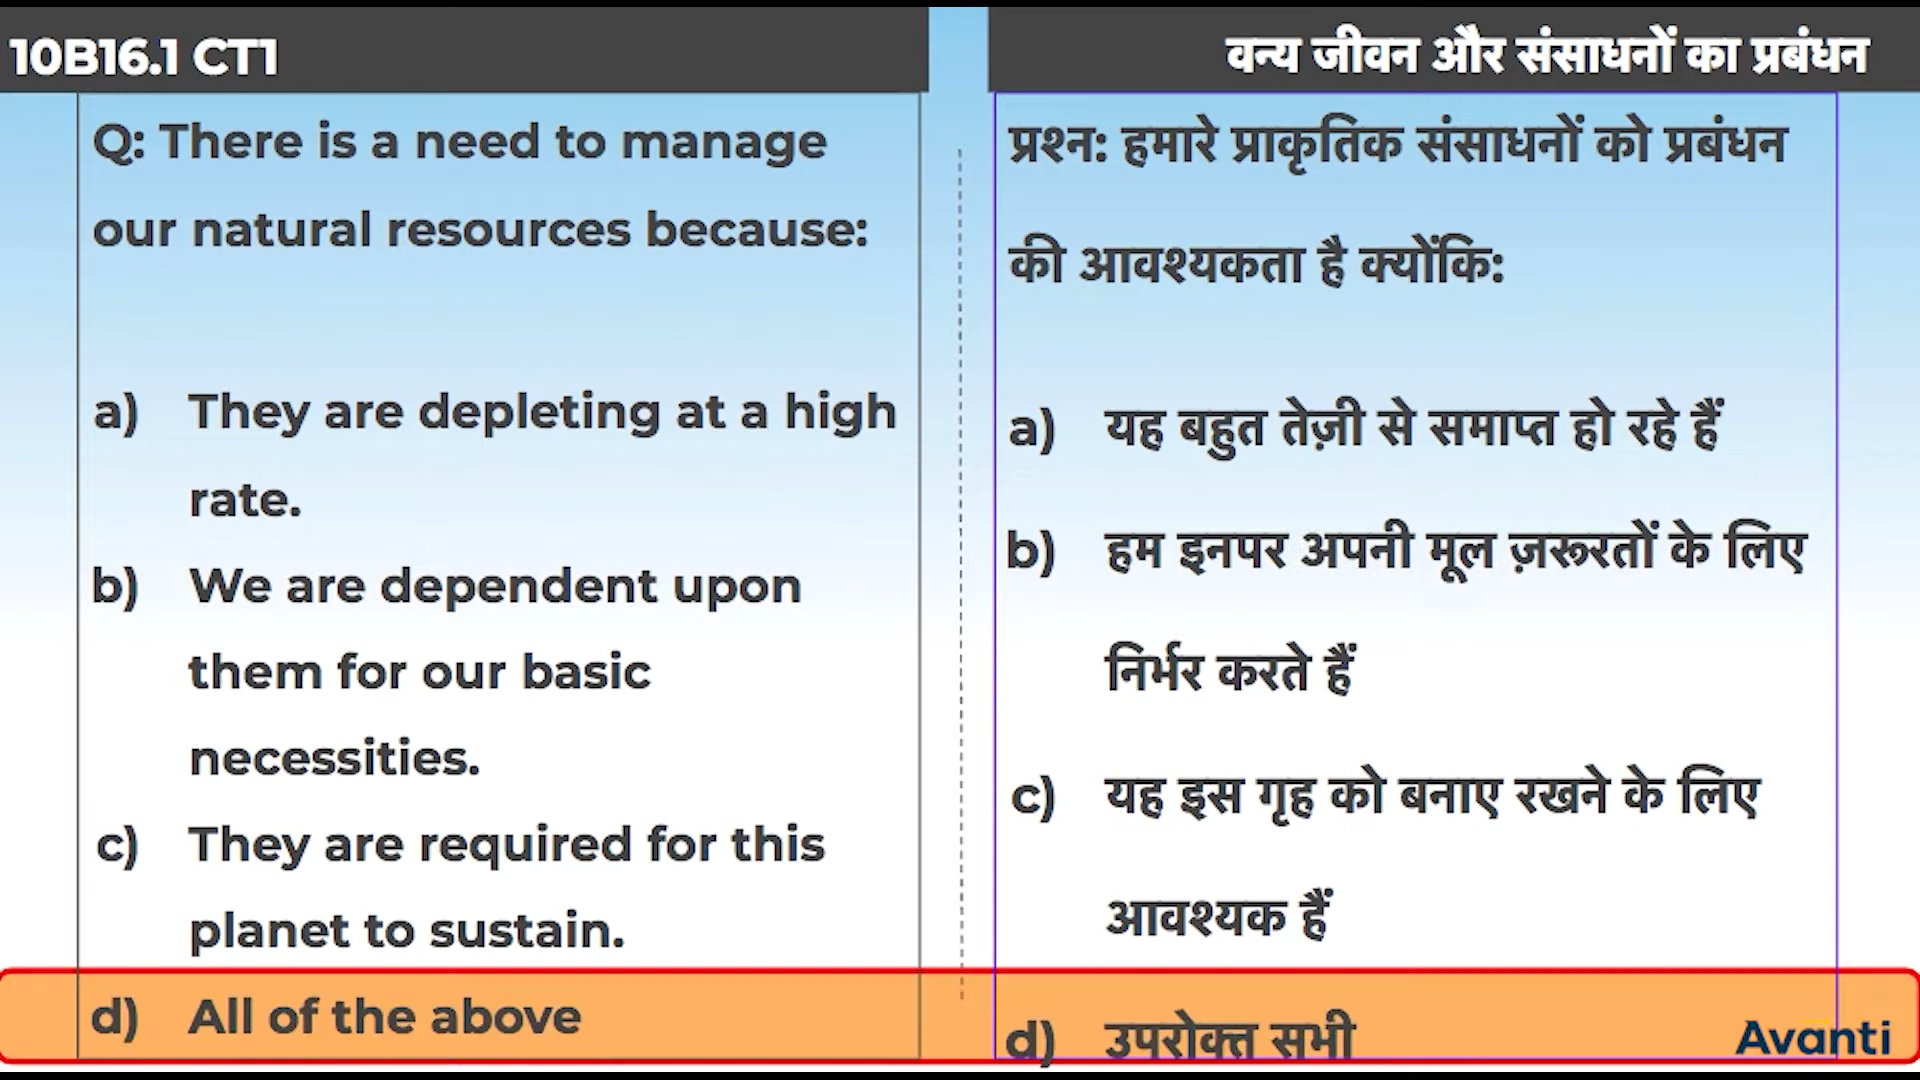 10B16.1 CT1
वन्य जीवन और संसाधनों का प्रबंधन
Q: There is a need to manage
our natural resources because:
a) They are depleting at a high
rate.
b) We are dependent upon
them for our basic
necessities.
c) They are required for this
planet to sustain.
d) All of the above
प्रश्न: हमारे प्राकृतिक संसाधनों को प्रबंधन
की आवश्यकता है क्योंकि:
a) यह बहुत तेज़ी से समाप्त हो रहे हैं
b) हम इनपर अपनी मूल ज़रूरतों के लिए
निर्भर करते हैं
c) यह इस गृह को बनाए रखने के लिए
आवश्यक हैं
d) उपरोक्त सभी
Avanti